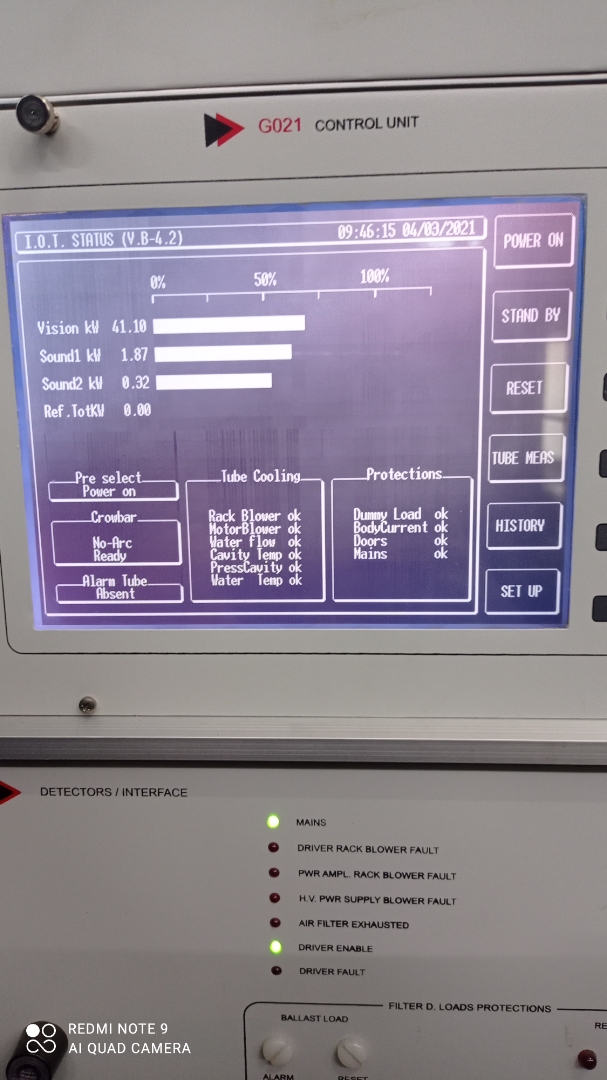 G021 CONTROL UNIT
I.O.T. STATUS (V.B-4.2) 09:46:15 04/03/2021
0% 50% 100%
Vision kW 41.10
Sound1 kW 1.87
Sound2 kW 0.32
Ref.TotKW 0.00
Pre select
Power on
Crowbar
No-Arc
Ready
Alarm Tube
Absent
Tube Cooling
Rack Blower ok
MotorBlower ok
Water flow ok
Cavity Temp ok
PressCavity ok
Water Temp ok
Protections
Dummy Load ok
BodyCurrent ok
Doors ok
Mains ok
POWER ON
STAND BY
RESET
TUBE MEAS
HISTORY
SET UP
DETECTORS / INTERFACE
MAINS
DRIVER RACK BLOWER FAULT
PWR AMPL. RACK BLOWER FAULT
H.V. PWR SUPPLY BLOWER FAULT
AIR FILTER EXHAUSTED
DRIVER ENABLE
DRIVER FAULT
FILTER D. LOADS PROTECTIONS
BALLAST LOAD
RE
ALARM RESET
REDMI NOTE 9
AI QUAD CAMERA